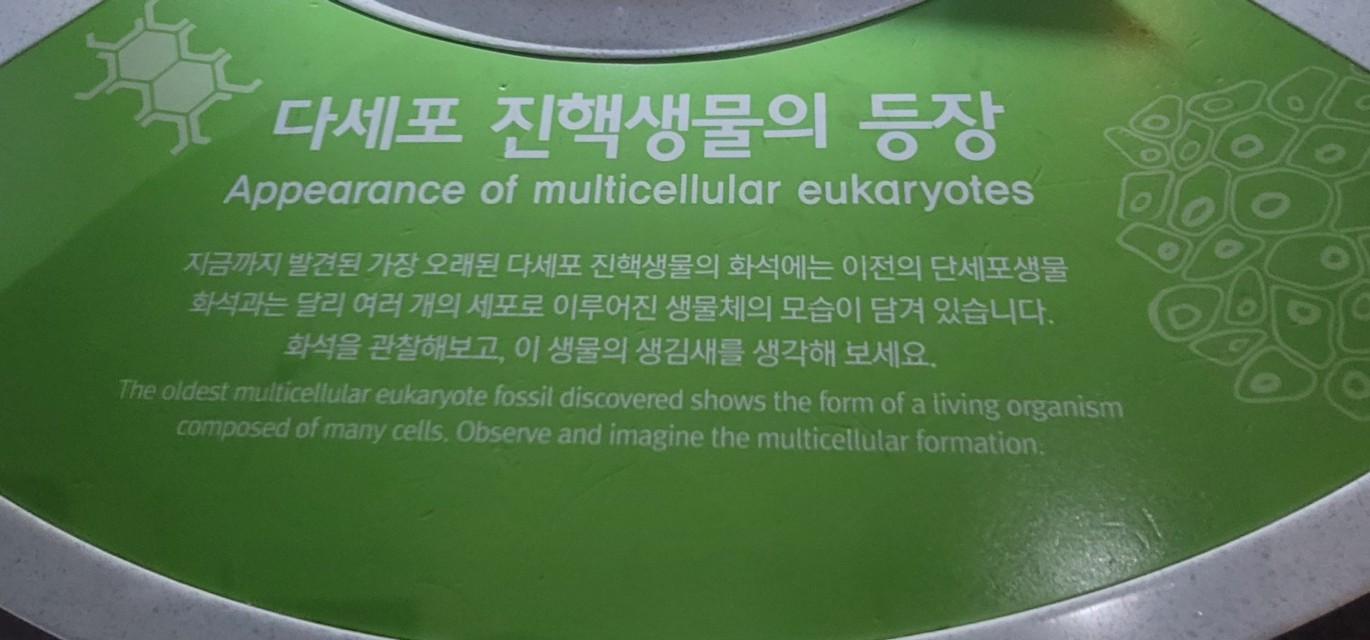 다세포 진핵생물의 등장
Appearance of multicellular eukaryotes
지금까지 발견된 가장 오래된 다세포 진핵생물의 화석에는 이전의 단세포생물
화석과는 달리 여러 개의 세포로 이루어진 생물체의 모습이 담겨 있습니다.
화석을 관찰해보고, 이 생물의 생김새를 생각해 보세요.
The oldest multicellular eukaryote fossil discovered shows the form of a living organism
composed of many cells. Observe and imagine the multicellular formation.